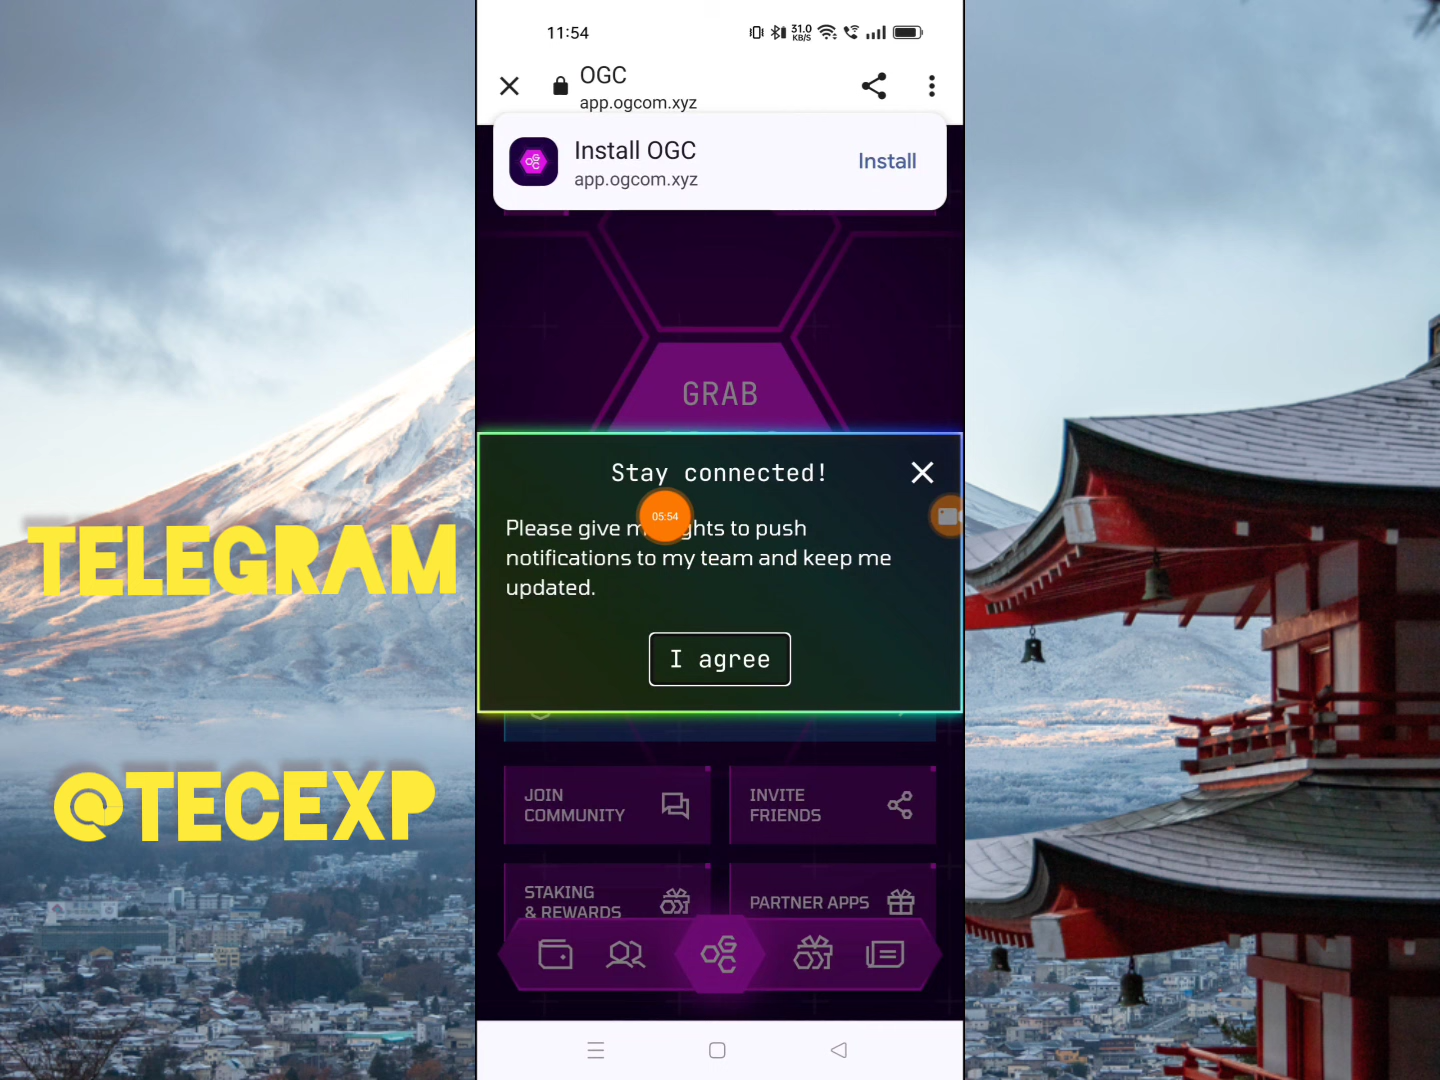 11:54
31.0
KB/S
OGC
app.ogcom.xyz
Install OGC
app.ogcom.xyz
Install
GRAB
Stay connected!
05:54
Please give m ghts to push
notifications to my team and keep me
updated.
I agree
TELEGRAM
@TECEXP
JOIN
COMMUNITY
INVITE
FRIENDS
STAKING
& REWARDS
PARTNER APPS